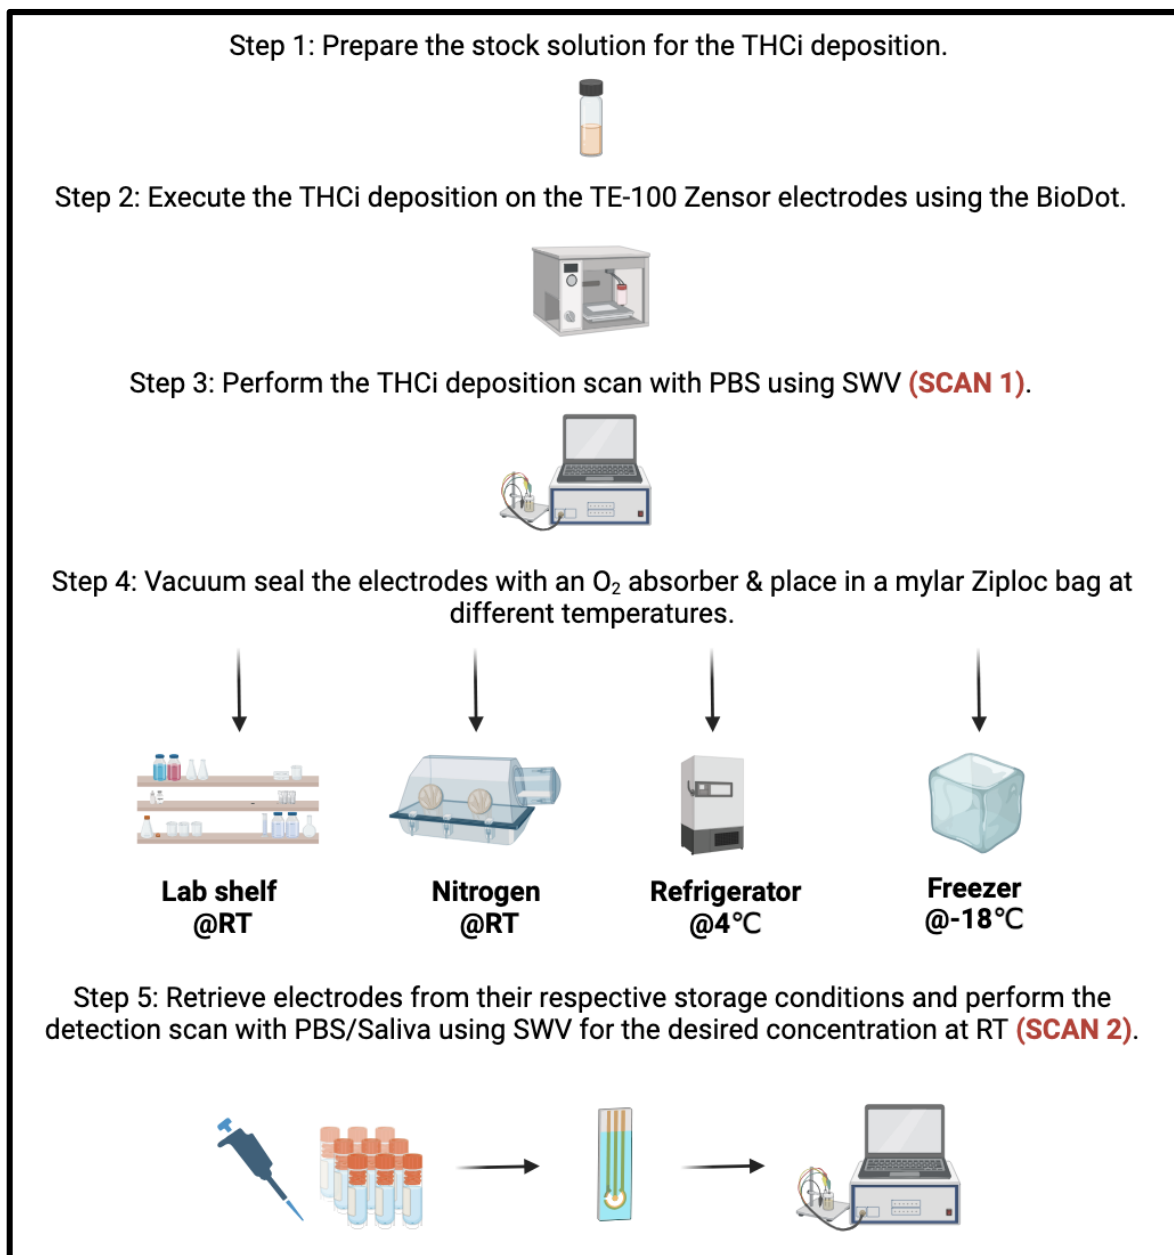 Step 1: Prepare the stock solution for the THCi deposition.
Step 2: Execute the THCi deposition on the TE-100 Zensor electrodes using the BioDot.
Step 3: Perform the THCi deposition scan with PBS using SWV (SCAN 1).
Step 4: Vacuum seal the electrodes with an O₂ absorber & place in a mylar Ziploc bag at
different temperatures.
Lab shelf
@RT
Nitrogen
@RT
Refrigerator
@4℃
Freezer
@-18℃
Step 5: Retrieve electrodes from their respective storage conditions and perform the
detection scan with PBS/Saliva using SWV for the desired concentration at RT (SCAN 2).